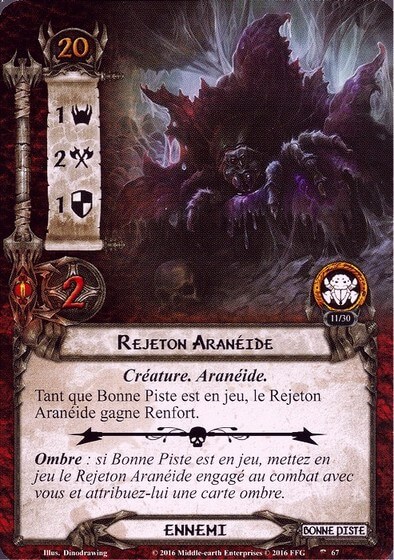 20
1
2
1
2
11/30
REJETON ARANÉIDE
Créature. Aranéide.
Tant que Bonne Piste est en jeu, le Rejeton
Aranéide gagne Renfort.
Ombre : si Bonne Piste est en jeu, mettez en
jeu le Rejeton Aranéide engagé au combat avec
vous et attribuez-lui une carte ombre.
ENNEMI
BONNE PISTE
Illus. Dinodrawing
© 2016 Middle-earth Enterprises © 2016 FFG
67